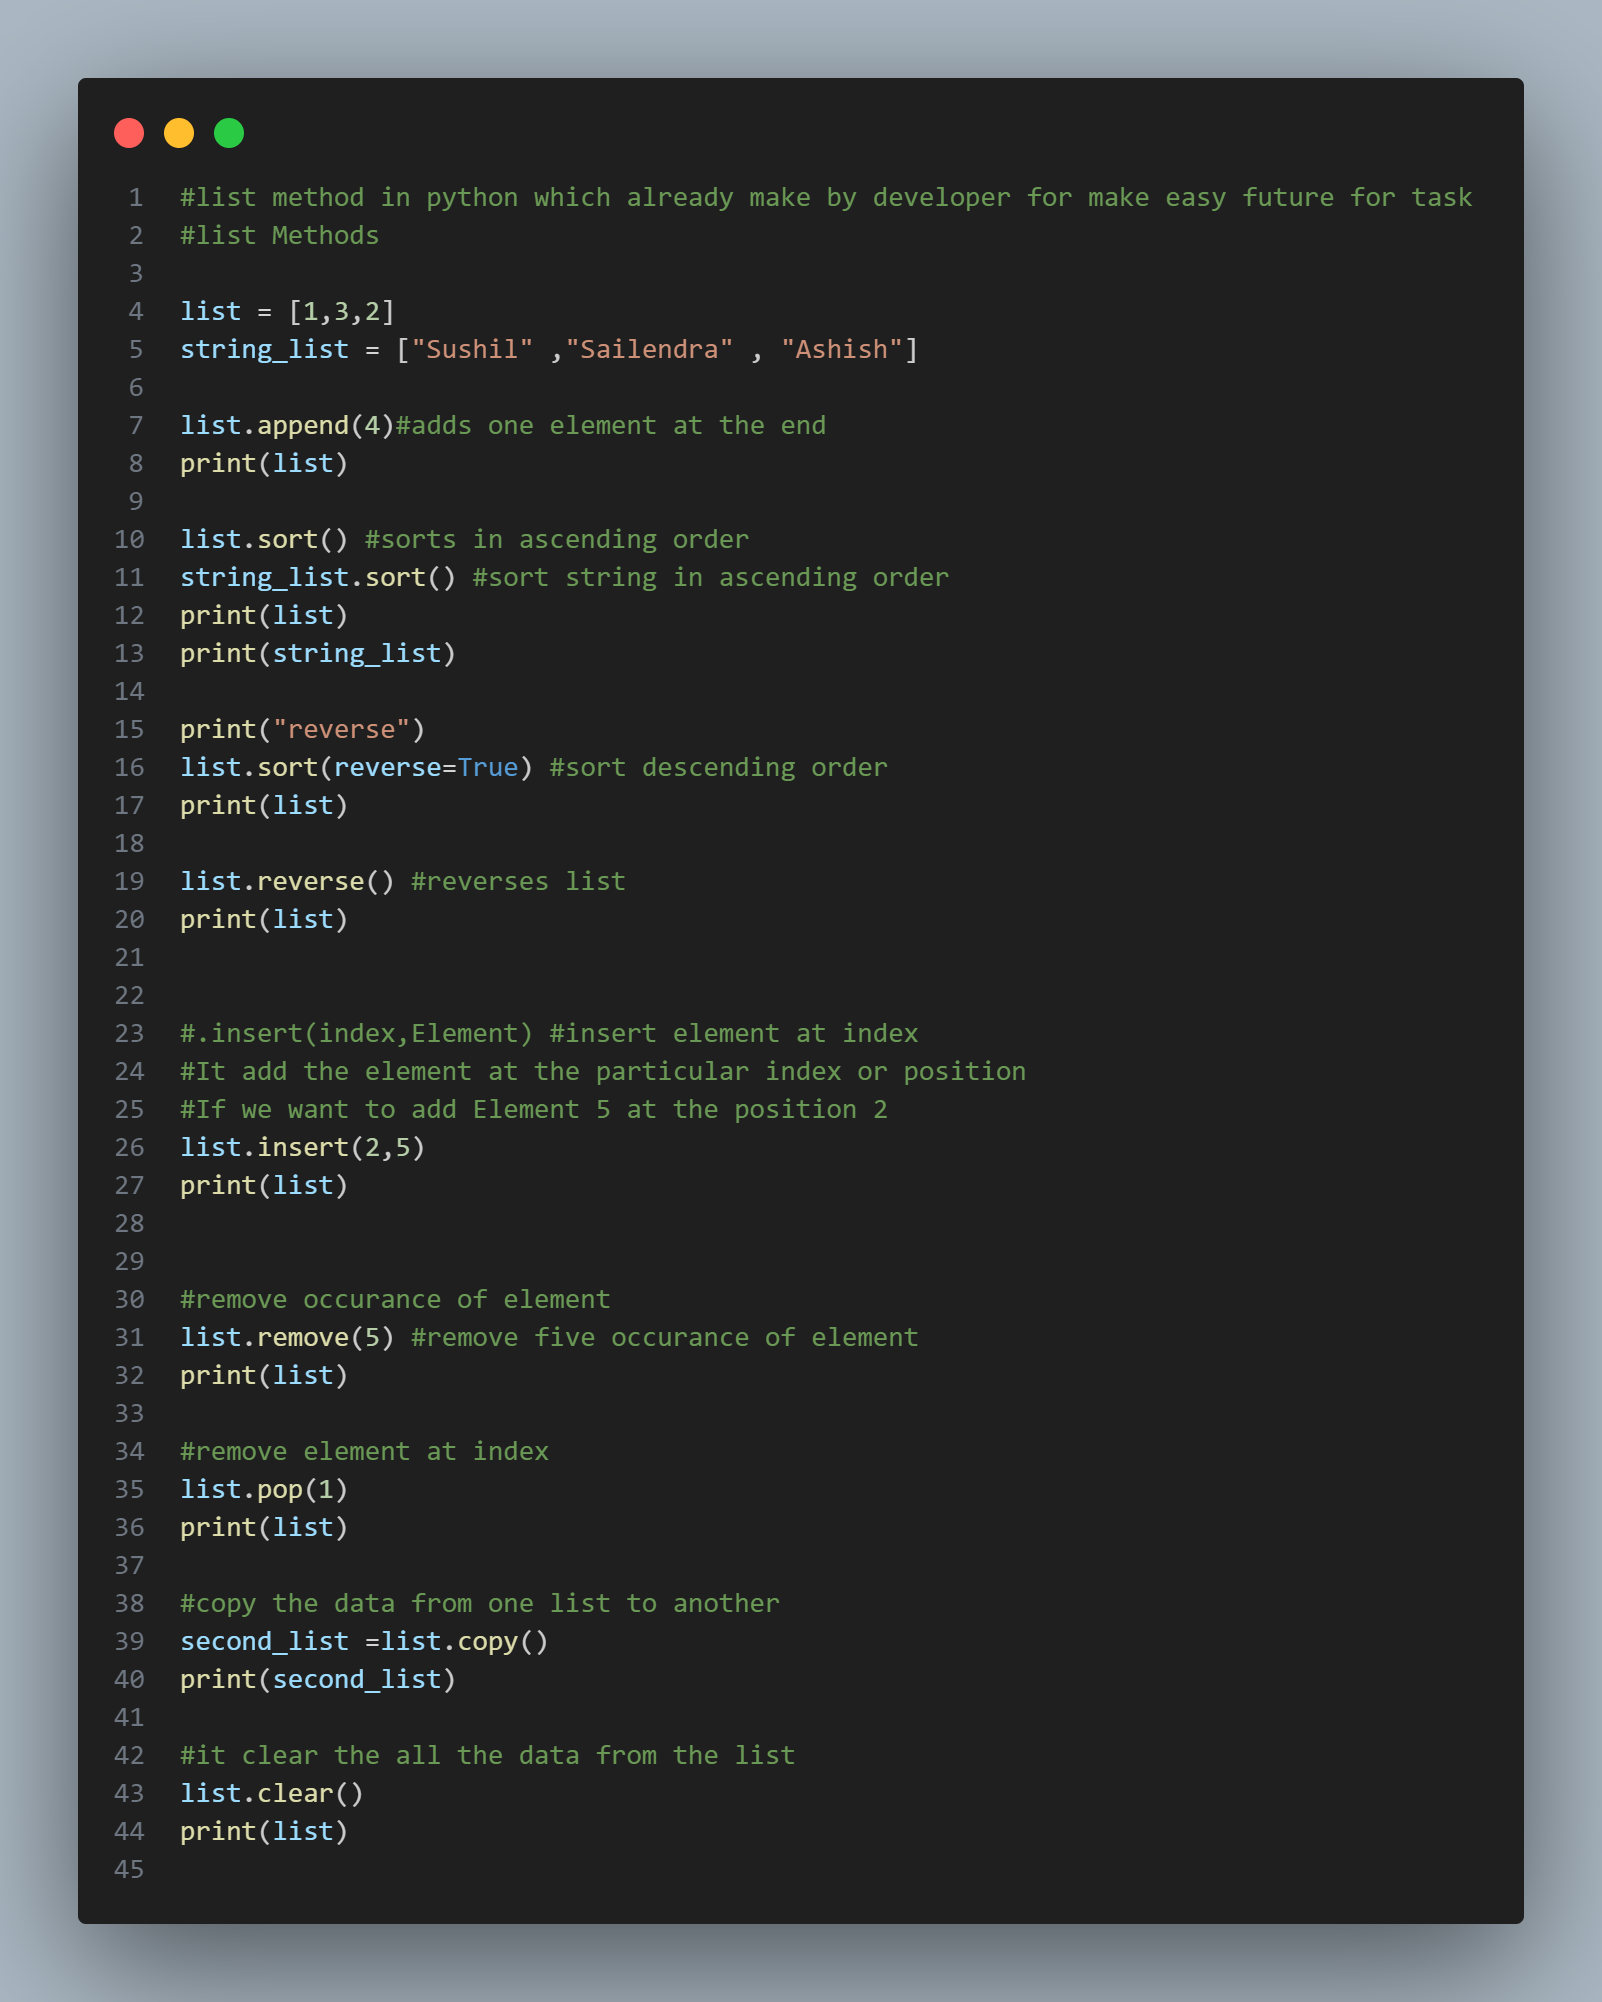 1 #list method in python which already make by developer for make easy future for task
2 #list Methods
3
4 list = [1,3,2]
5 string_list = ["Sushil" ,"Sailendra" , "Ashish"]
6
7 list.append(4)#adds one element at the end
8 print(list)
9
10 list.sort() #sorts in ascending order
11 string_list.sort() #sort string in ascending order
12 print(list)
13 print(string_list)
14
15 print("reverse")
16 list.sort(reverse=True) #sort descending order
17 print(list)
18
19 list.reverse() #reverses list
20 print(list)
21
22
23 #.insert(index,Element) #insert element at index
24 #It add the element at the particular index or position
25 #If we want to add Element 5 at the position 2
26 list.insert(2,5)
27 print(list)
28
29
30 #remove occurance of element
31 list.remove(5) #remove five occurance of element
32 print(list)
33
34 #remove element at index
35 list.pop(1)
36 print(list)
37
38 #copy the data from one list to another
39 second_list =list.copy()
40 print(second_list)
41
42 #it clear the all the data from the list
43 list.clear()
44 print(list)
45